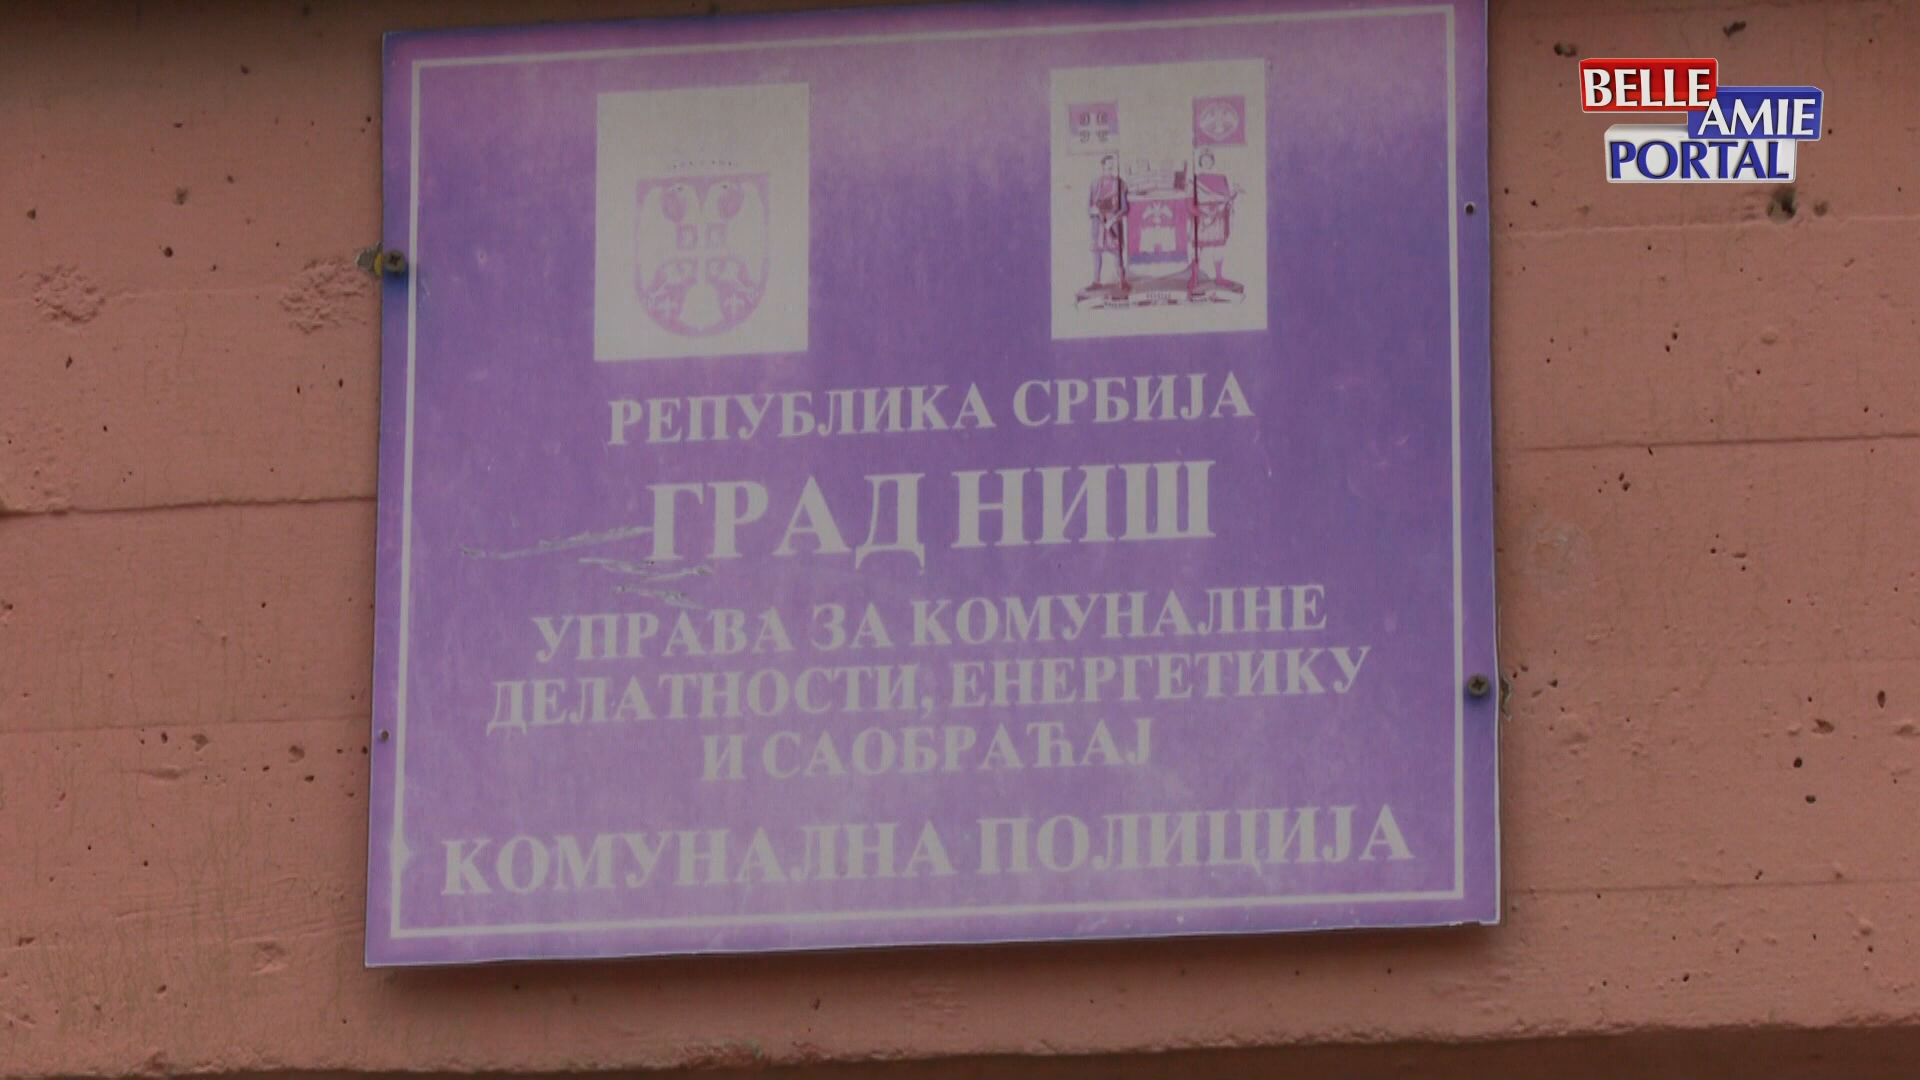 BELLE
AMIE
PORTAL
РЕПУБЛИКА СРБИЈА
ГРАД НИШ
УПРАВА ЗА КОМУНАЛНЕ
ДЕЛАТНОСТИ, ЕНЕРГЕТИКУ
И САОБРАЋАЈ
КОМУНАЛНА ПОЛИЦИЈА